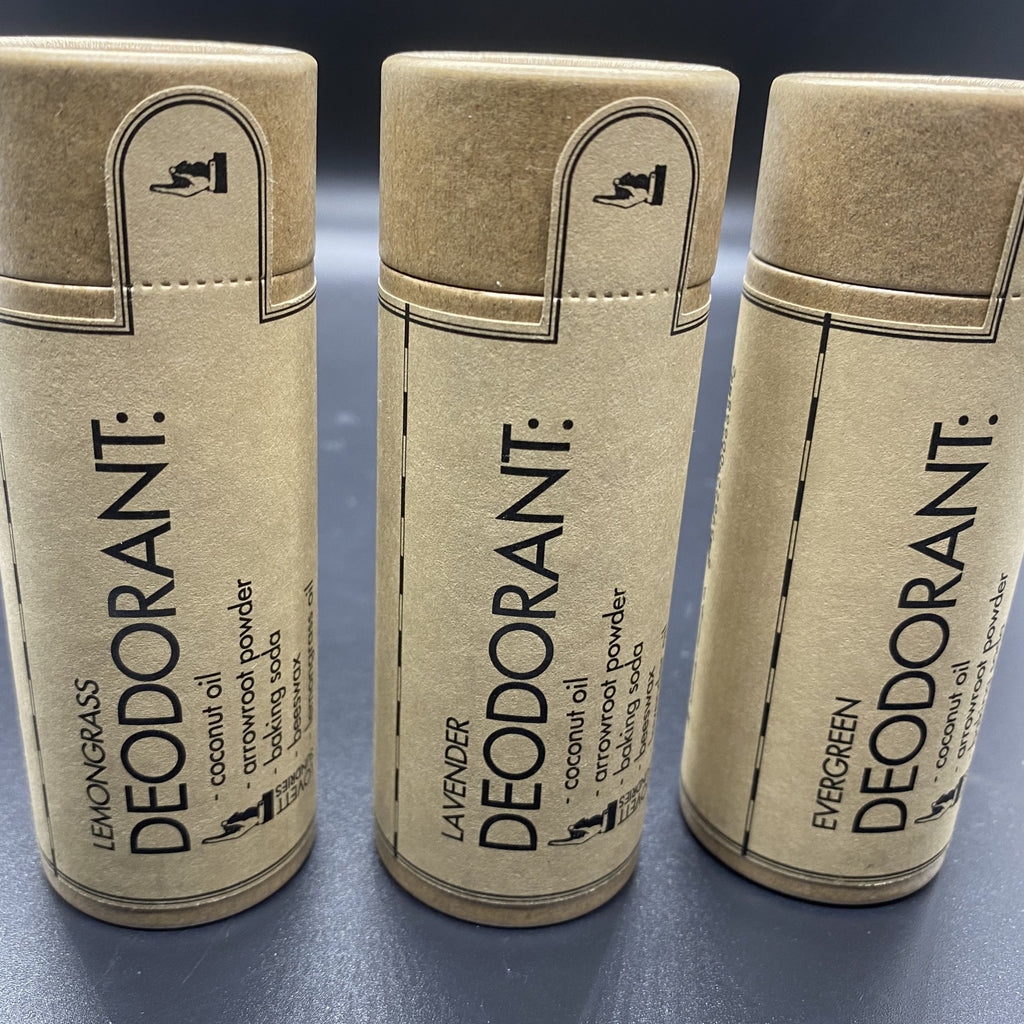 LEMONGRASS
DEODORANT:
- coconut oil
- arrowroot powder
- baking soda
- beeswax
- lemongrass oil
LAVENDER
DEODORANT:
- coconut oil
- arrowroot powder
- baking soda
- beeswax
EVERGREEN
DEODORANT:
- coconut oil
- arrowroot powder